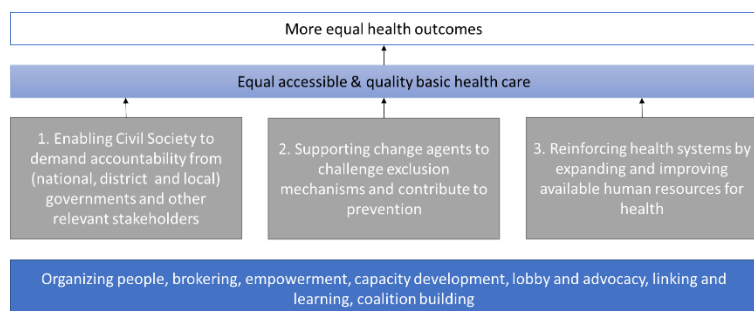 More equal health outcomes
Equal accessible & quality basic health care
1. Enabling Civil Society to
demand accountability from
(national, district and local)
governments and other
relevant stakeholders
2. Supporting change agents to
challenge exclusion
mechanisms and contribute to
prevention
3. Reinforcing health systems by
expanding and improving
available human resources for
health
Organizing people, brokering, empowerment, capacity development, lobby and advocacy, linking and
learning, coalition building